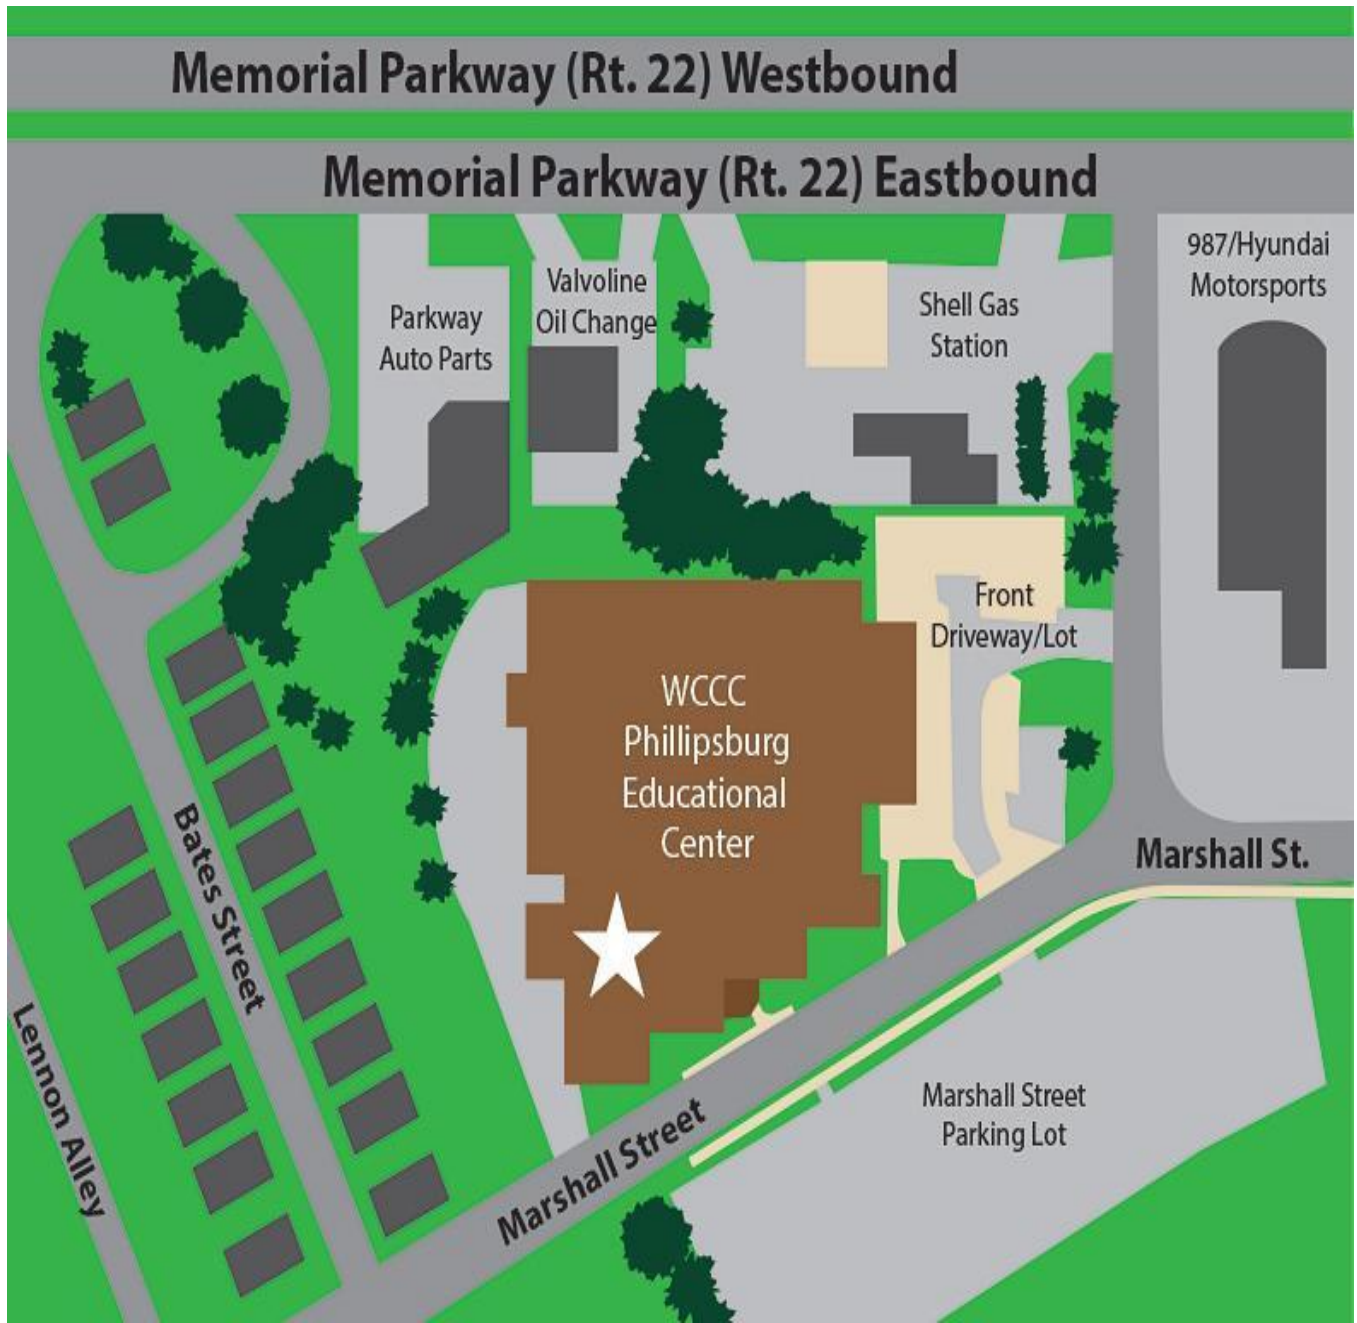 Memorial Parkway (Rt. 22) Westbound
Memorial Parkway (Rt. 22) Eastbound
987/Hyundai
Motorsports
Valvoline
Oil Change
Parkway
Auto Parts
Shell Gas
Station
Front
Driveway/Lot
WCCC
Phillipsburg
Educational
Center
Marshall St.
Bates Street
Lennon Alley
Marshall Street
Marshall Street
Parking Lot